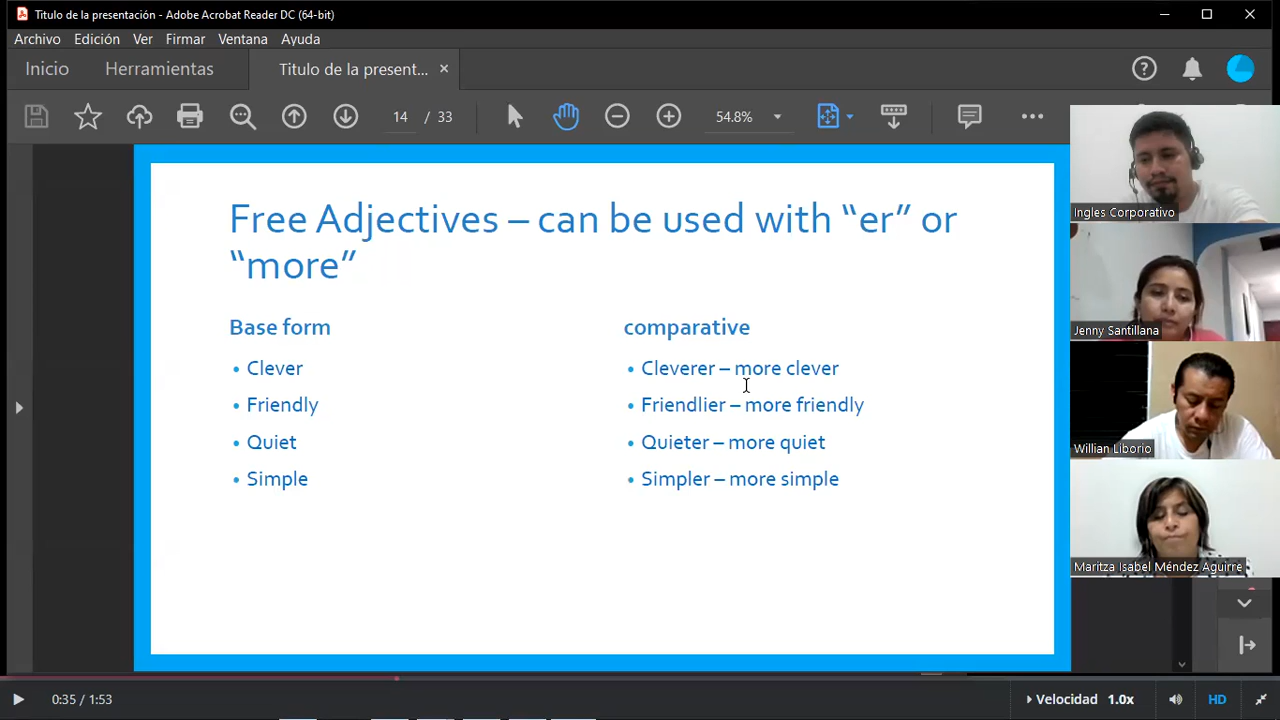 Titulo de la presentación - Adobe Acrobat Reader DC (64-bit)
Archivo Edición Ver Firmar Ventana Ayuda
Inicio Herramientas Titulo de la present... ×
14 / 33 54.8%
Free Adjectives – can be used with “er” or
“more”
Base form
• Clever
• Friendly
• Quiet
• Simple
comparative
• Cleverer – more clever
• Friendlier – more friendly
• Quieter – more quiet
• Simpler – more simple
Ingles Corporativo
Jenny Santillana
Willian Liborio
Maritza Isabel Méndez Aguirre
0:35 / 1:53
Velocidad 1.0x HD